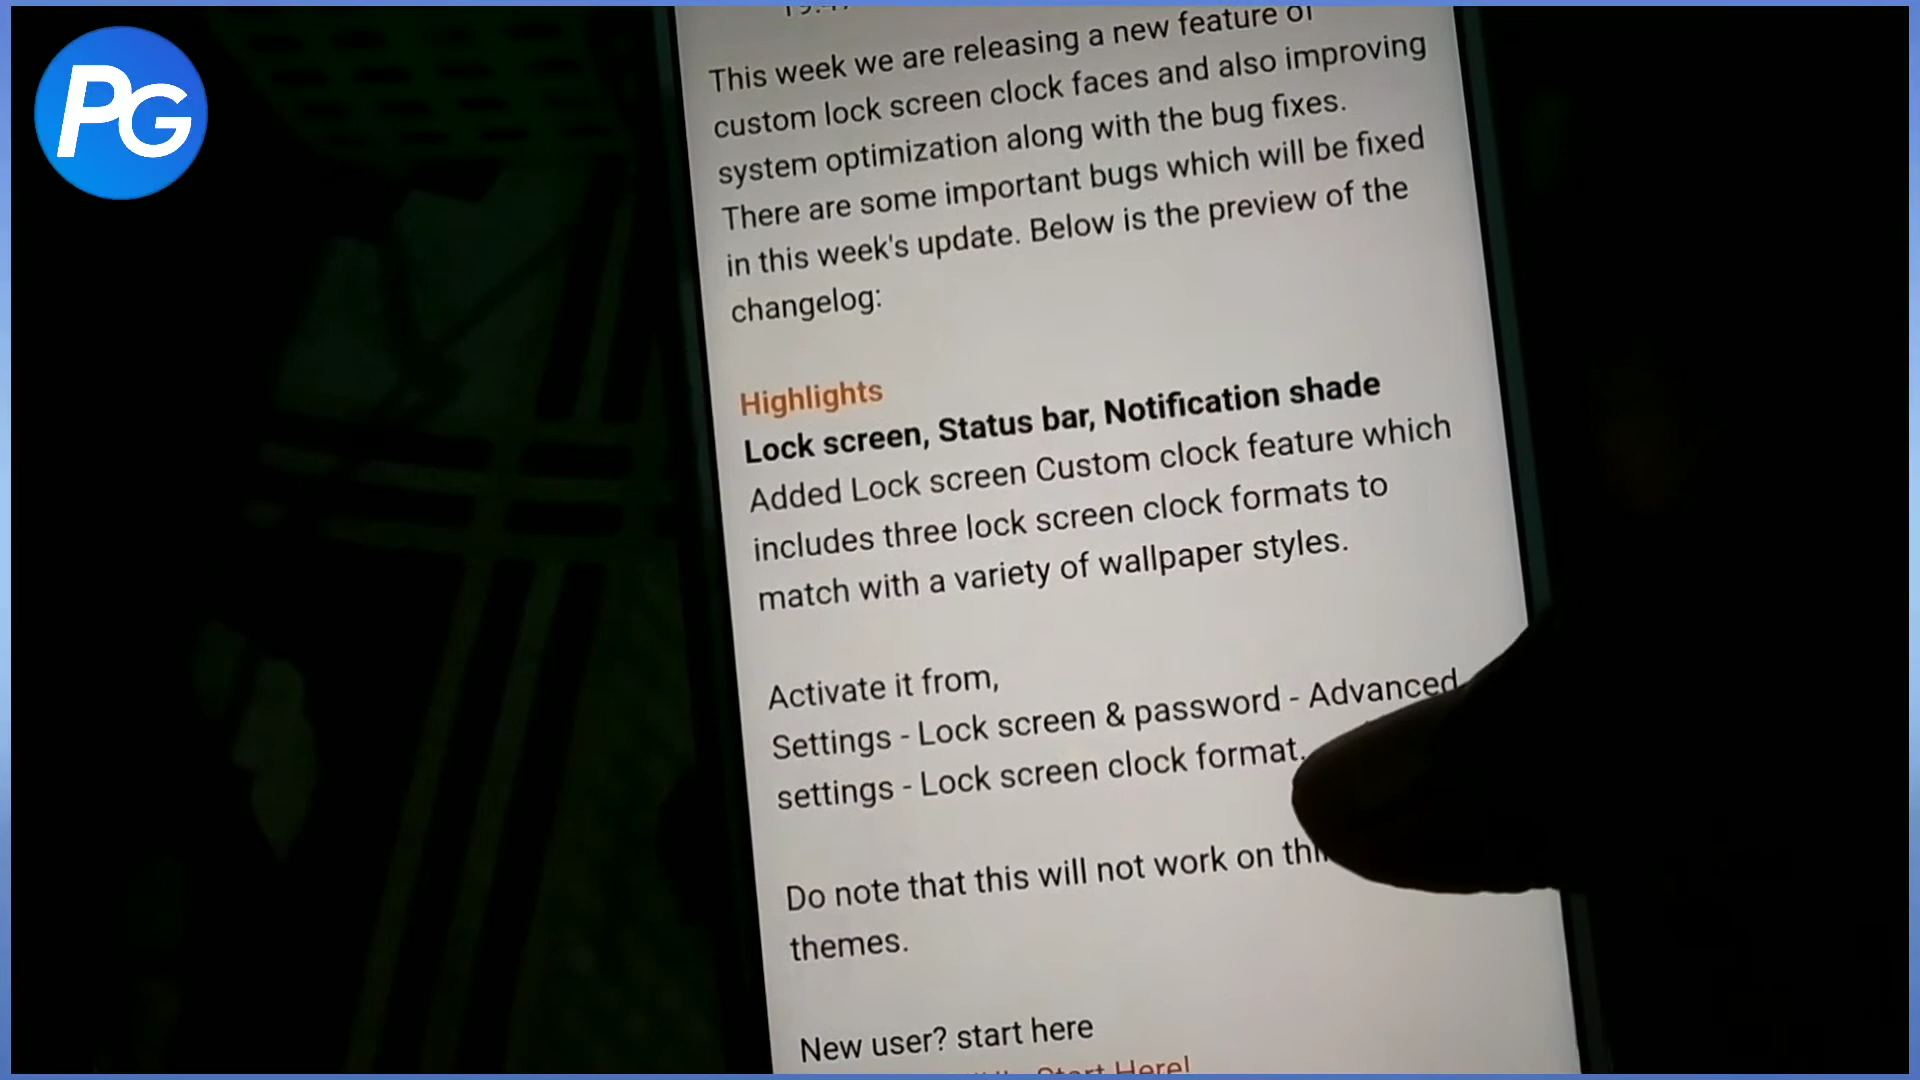 PG
This week we are releasing a new feature of
custom lock screen clock faces and also improving
system optimization along with the bug fixes.
There are some important bugs which will be fixed
in this week's update. Below is the preview of the
changelog:
Highlights
Lock screen, Status bar, Notification shade
Added Lock screen Custom clock feature which
includes three lock screen clock formats to
match with a variety of wallpaper styles.
Activate it from,
Settings - Lock screen & password - Advanced
settings - Lock screen clock format.
Do note that this will not work on
themes.
New user? start here
Start Here!